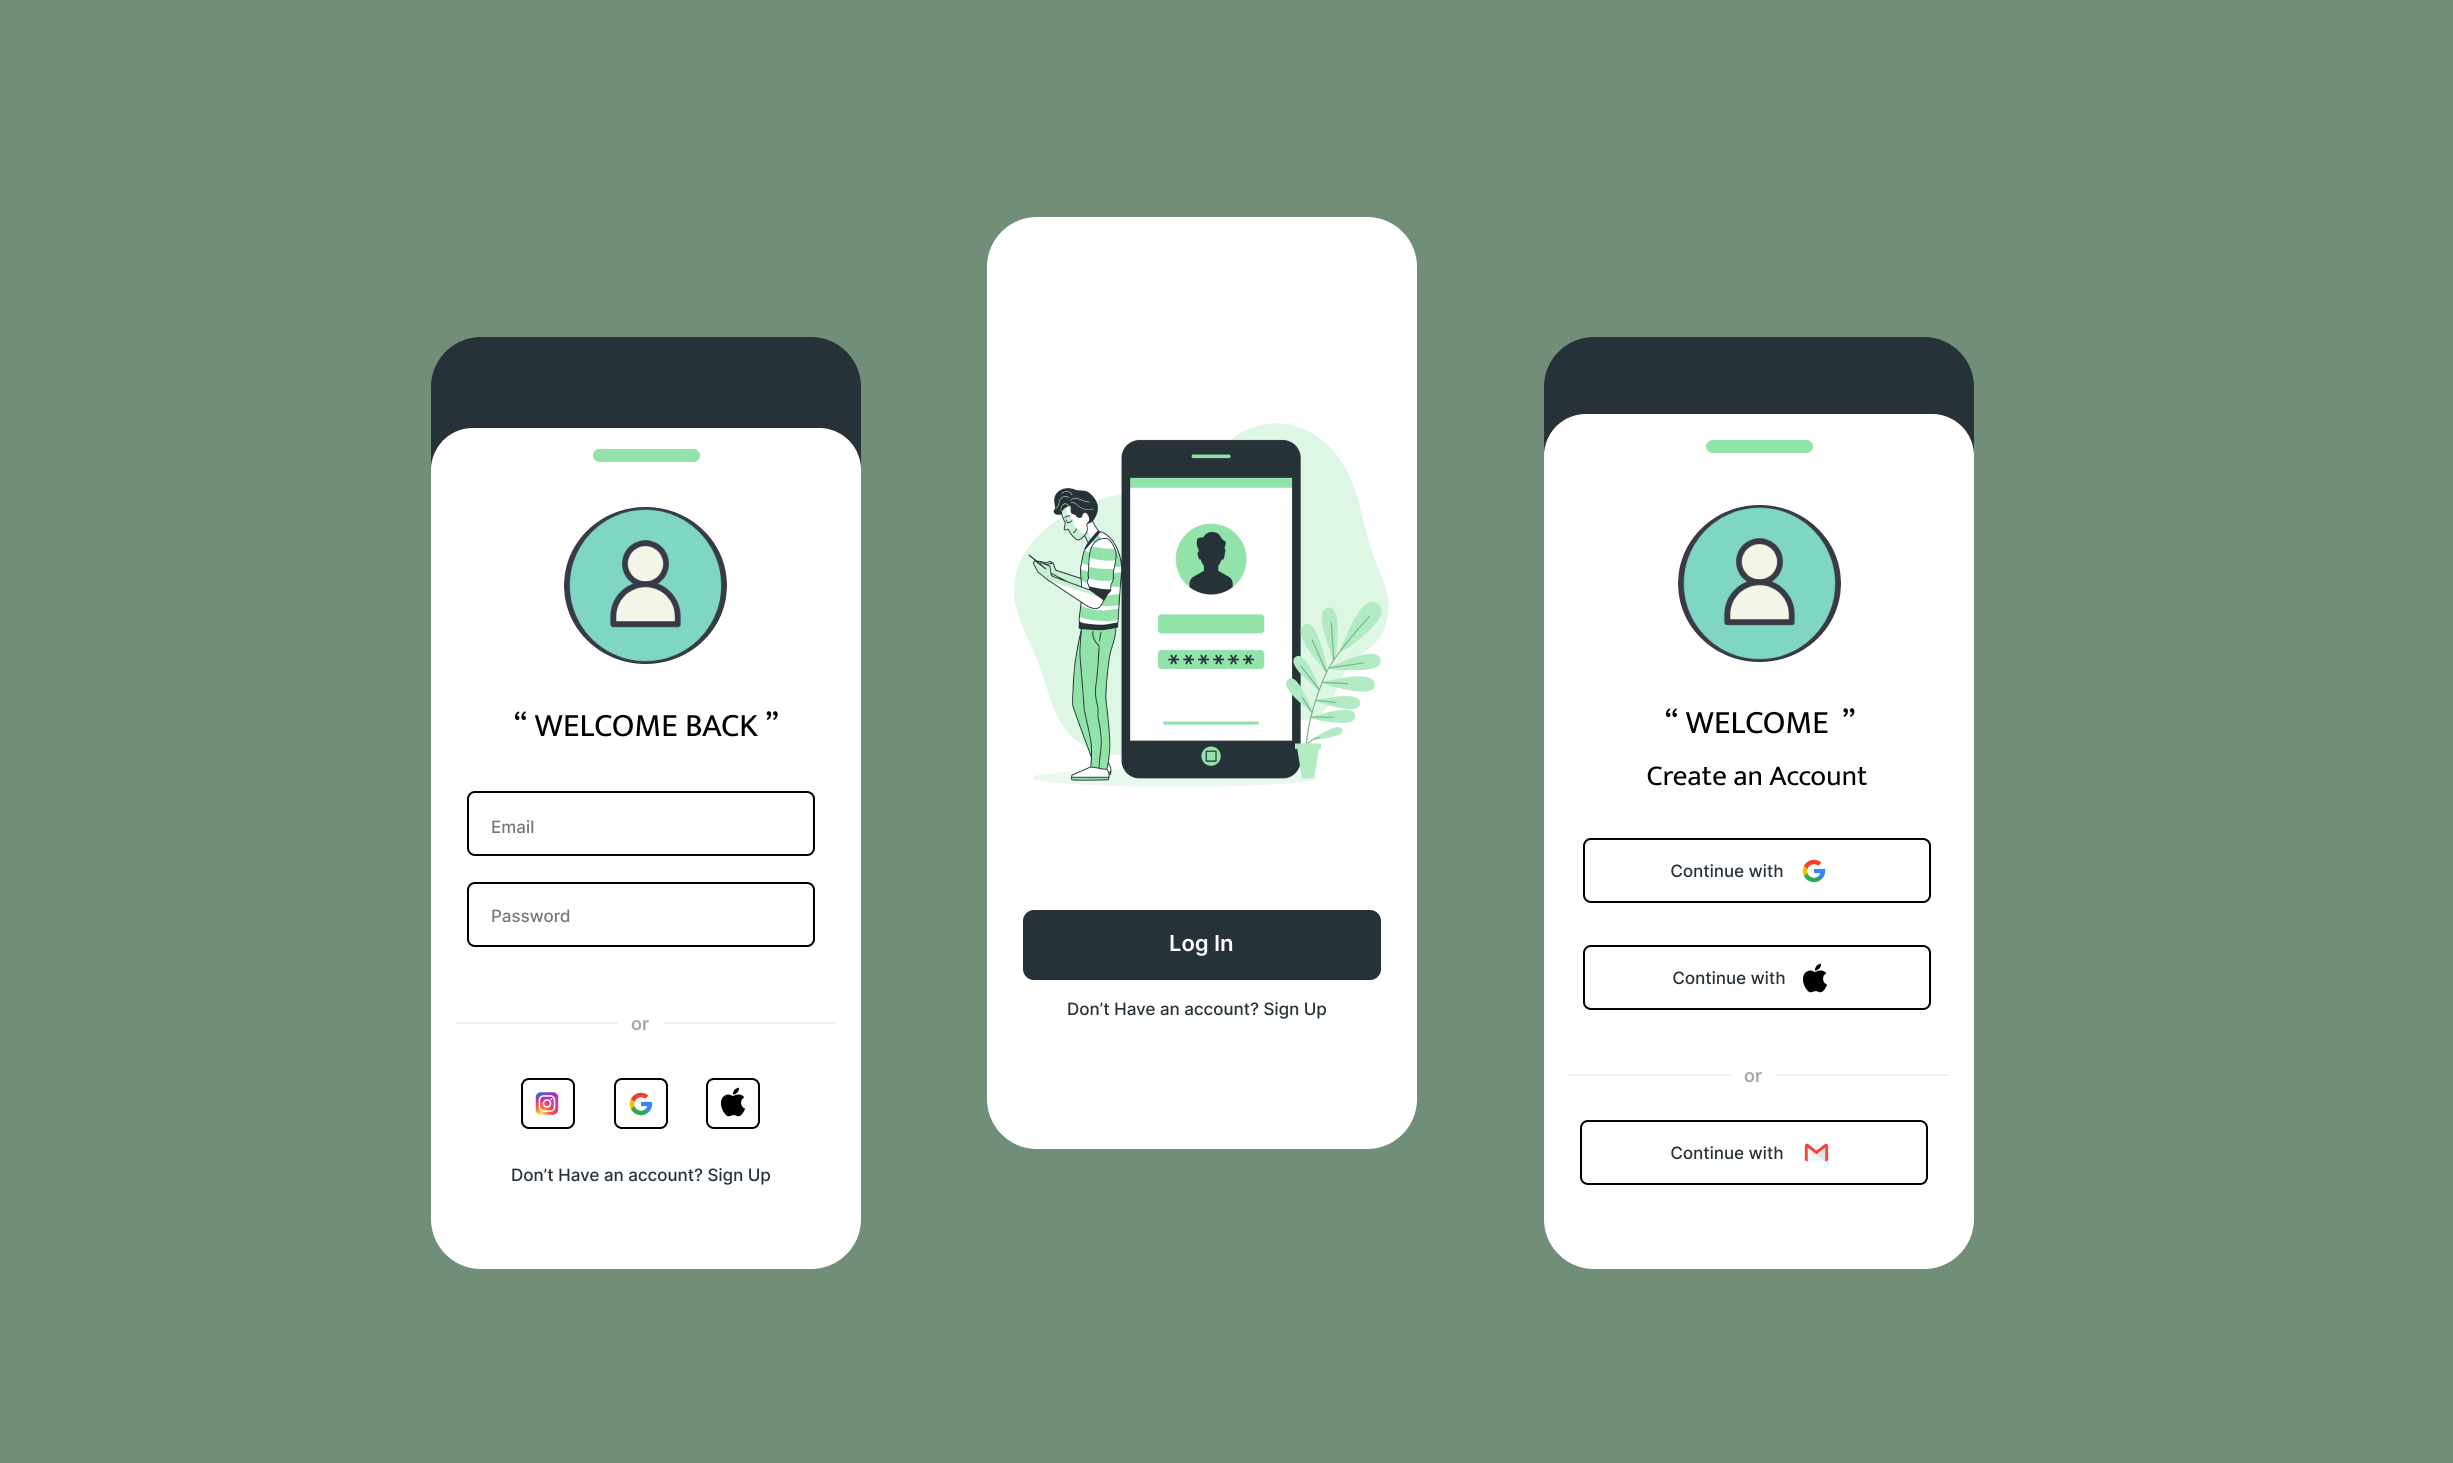 “ WELCOME BACK ”
Email
Password
or
Don’t Have an account? Sign Up
******
Log In
Don’t Have an account? Sign Up
“ WELCOME ”
Create an Account
Continue with
Continue with
or
Continue with